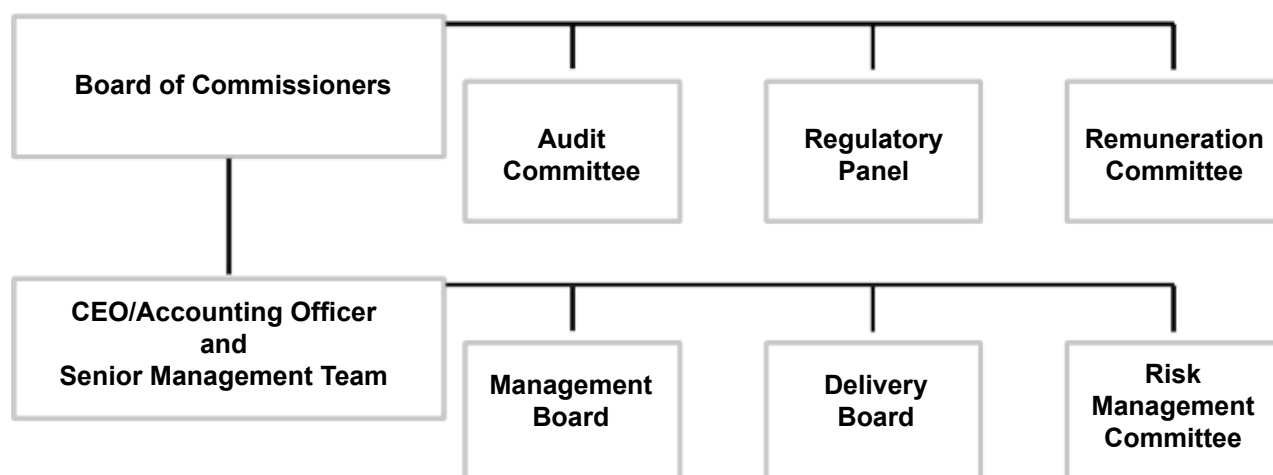 Board of Commissioners
Audit
Committee
Regulatory
Panel
Remuneration
Committee
CEO/Accounting Officer
and
Senior Management Team
Management
Board
Delivery
Board
Risk
Management
Committee